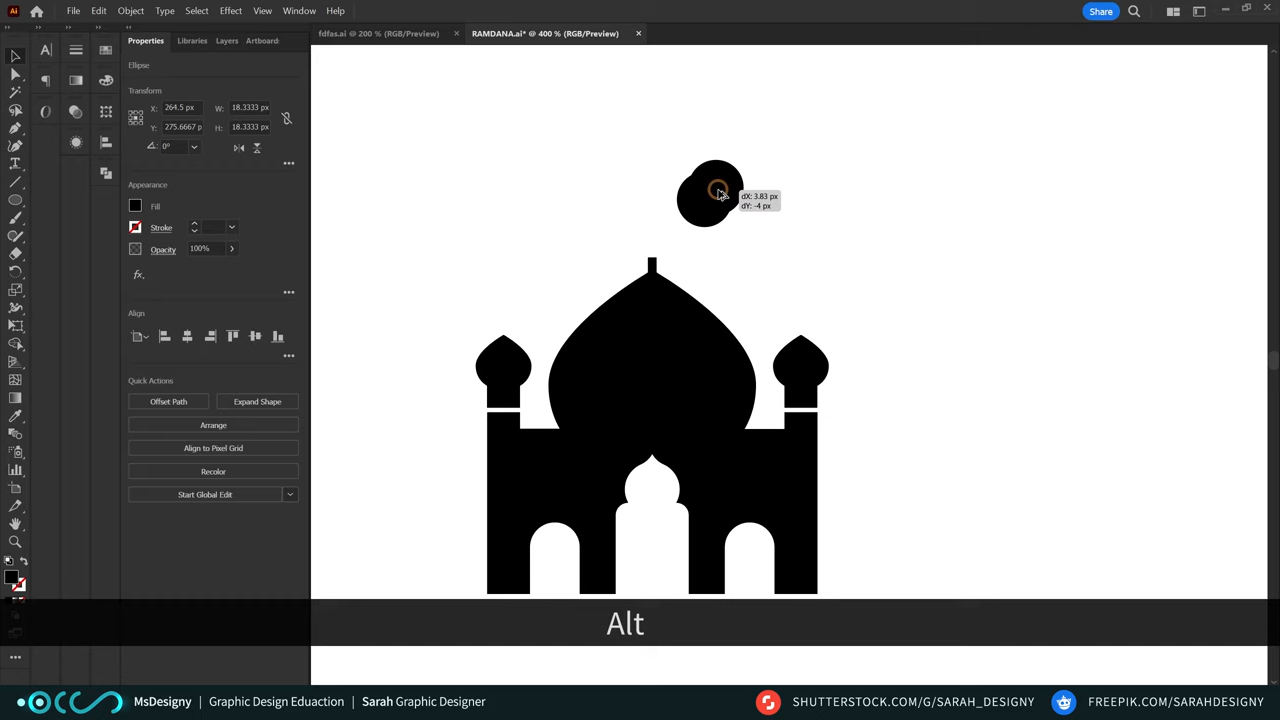 Ai File Edit Object Type Select Effect View Window Help Share
fdfas.ai @ 200 % (RGB/Preview) × RAMDANA.ai* @ 400 % (RGB/Preview) ×
Properties Libraries Layers Artboard:
Ellipse
Transform
X: 264.5 px W: 18.3333 px
Y: 275.6667 p H: 18.3333 px
0°
Appearance
Fill
Stroke
Opacity 100%
fx.
Align
Quick Actions
Offset Path Expand Shape
Arrange
Align to Pixel Grid
Recolor
Start Global Edit
dX: 3.83 px
dY: -4 px
Alt
MsDesigny | Graphic Design Eduaction | Sarah Graphic Designer SHUTTERSTOCK.COM/G/SARAH_DESIGNY FREEPIK.COM/SARAHDESIGNY